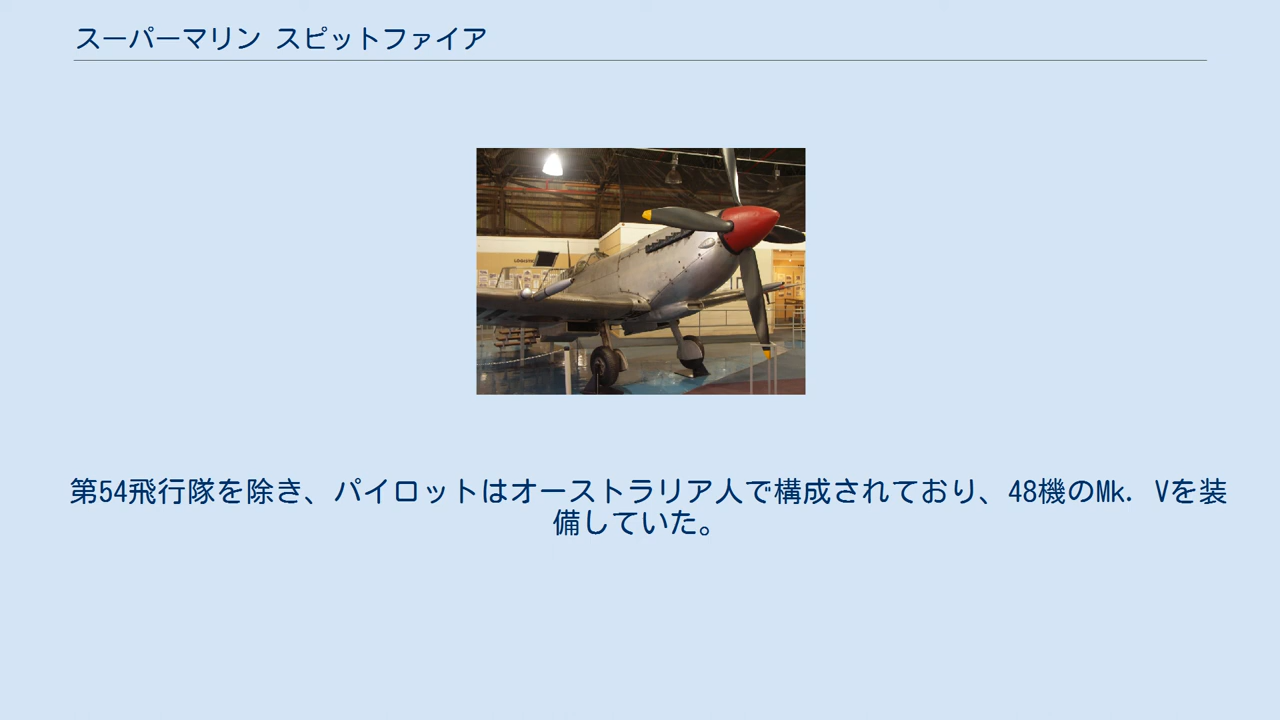 スーパーマリン スピットファイア
第54飛行隊を除き、パイロットはオーストラリア人で構成されており、48機のMk. Vを装
備していた。